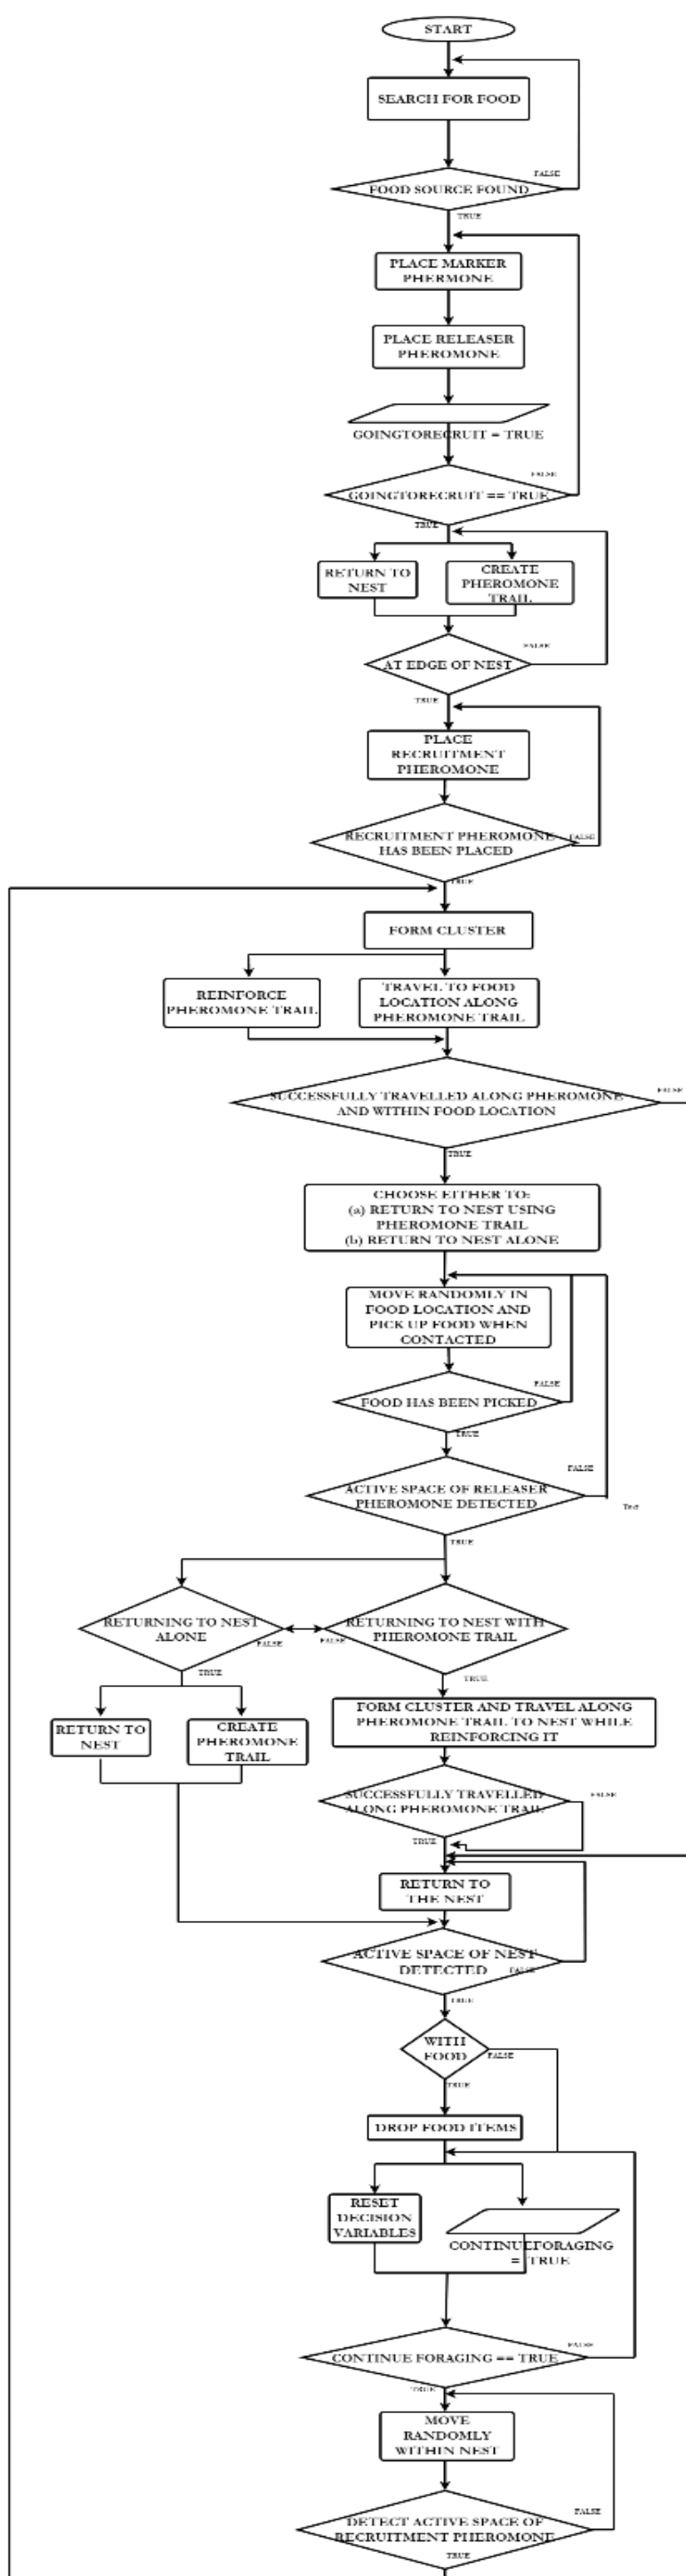 START
SEARCH FOR FOOD
FALSE
FOOD SOURCE FOUND
TRUE
PLACE MARKER
PHERMONE
PLACE RELEASER
PHEROMONE
GOINGTORECRUIT = TRUE
FALSE
GOINGTORECRUIT == TRUE
TRUE
RETURN TO
NEST
CREATE
PHEROMONE
TRAIL
FALSE
AT EDGE OF NEST
TRUE
PLACE
RECRUITMENT
PHEROMONE
RECRUITMENT PHEROMONE
HAS BEEN PLACED
FALSE
TRUE
FORM CLUSTER
REINFORCE
PHEROMONE TRAIL
TRAVEL TO FOOD
LOCATION ALONG
PHEROMONE TRAIL
FALSE
SUCCESSFULLY TRAVELLED ALONG PHEROMONE
AND WITHIN FOOD LOCATION
TRUE
CHOOSE EITHER TO:
(a) RETURN TO NEST USING
PHEROMONE TRAIL
(b) RETURN TO NEST ALONE
MOVE RANDOMLY IN
FOOD LOCATION AND
PICK UP FOOD WHEN
CONTACTED
FALSE
FOOD HAS BEEN PICKED
TRUE
FALSE
ACTIVE SPACE OF RELEASER
PHEROMONE DETECTED
Text
TRUE
RETURNING TO NEST
ALONE
FALSE
FALSE
RETURNING TO NEST WITH
PHEROMONE TRAIL
TRUE
TRUE
RETURN TO
NEST
CREATE
PHEROMONE
TRAIL
FORM CLUSTER AND TRAVEL ALONG
PHEROMONE TRAIL TO NEST WHILE
REINFORCING IT
FALSE
SUCCESSFULLY TRAVELLED
ALONG PHEROMONE TRAIL
TRUE
RETURN TO
THE NEST
ACTIVE SPACE OF NEST
DETECTED
FALSE
TRUE
WITH
FOOD
FALSE
TRUE
DROP FOOD ITEMS
RESET
DECISION
VARIABLES
CONTINUEFORAGING
= TRUE
FALSE
CONTINUE FORAGING == TRUE
TRUE
MOVE
RANDOMLY
WITHIN NEST
FALSE
DETECT ACTIVE SPACE OF
RECRUITMENT PHEROMONE
TRUE